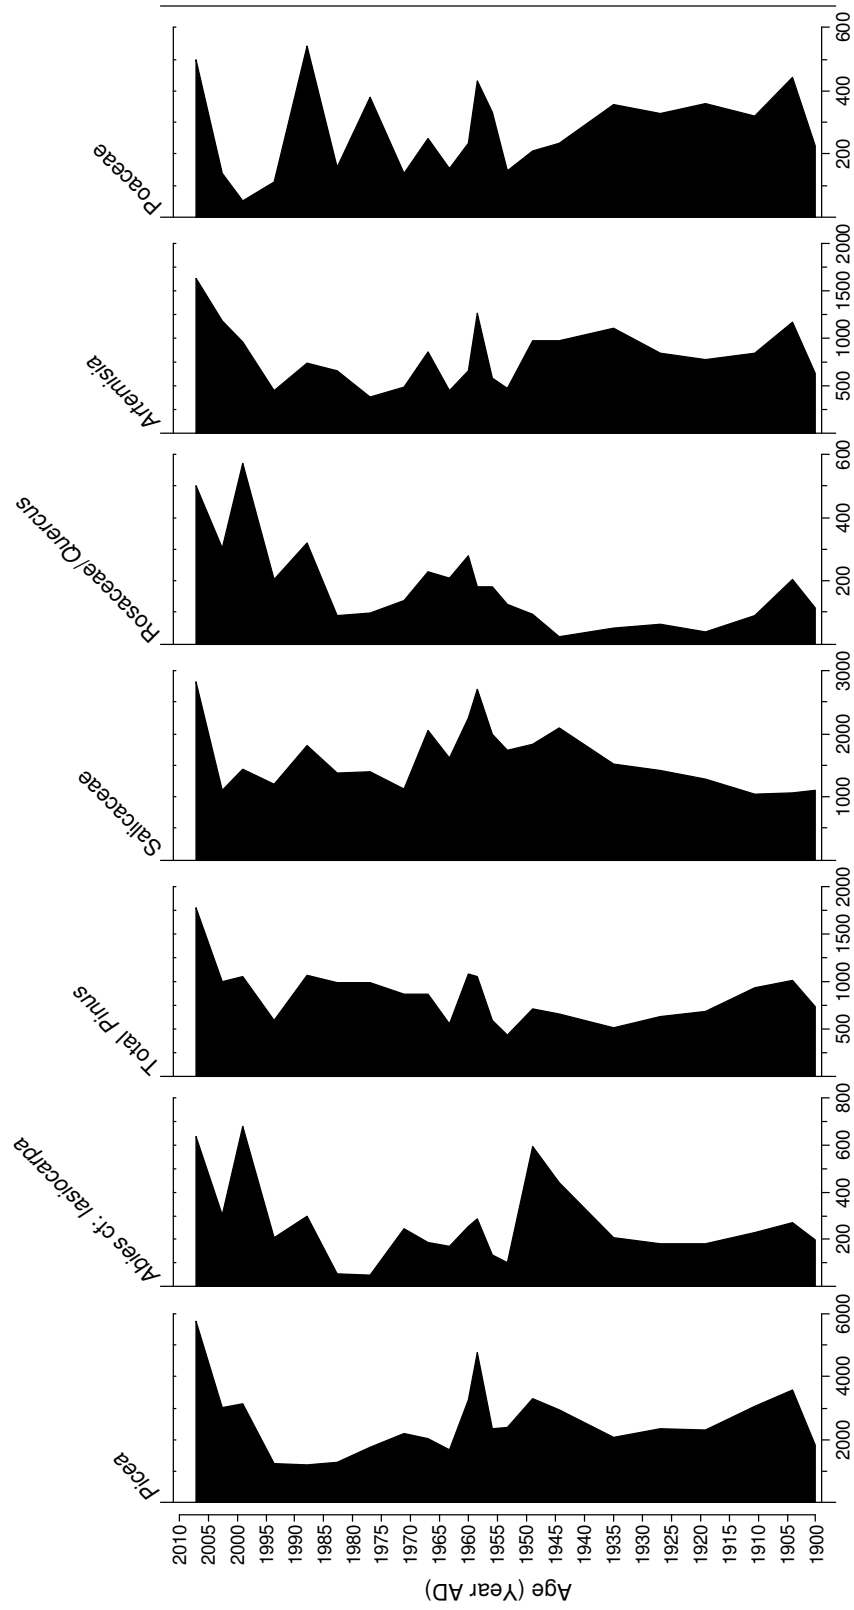 Picea
Abies cf. lasiocarpa
Total Pinus
Salicaceae
Rosaceae/Quercus
Artemisia
Poaceae
2010
2005
2000
1995
1990
1985
1980
1975
1970
1965
1960
1955
1950
1945
1940
1935
1930
1925
1920
1915
1910
1905
1900
Age (Year AD)
2000 4000 6000
200 400 600 800
500 1000 1500 2000
1000 2000 3000
200 400 600
500 1000 1500 2000
200 400 600